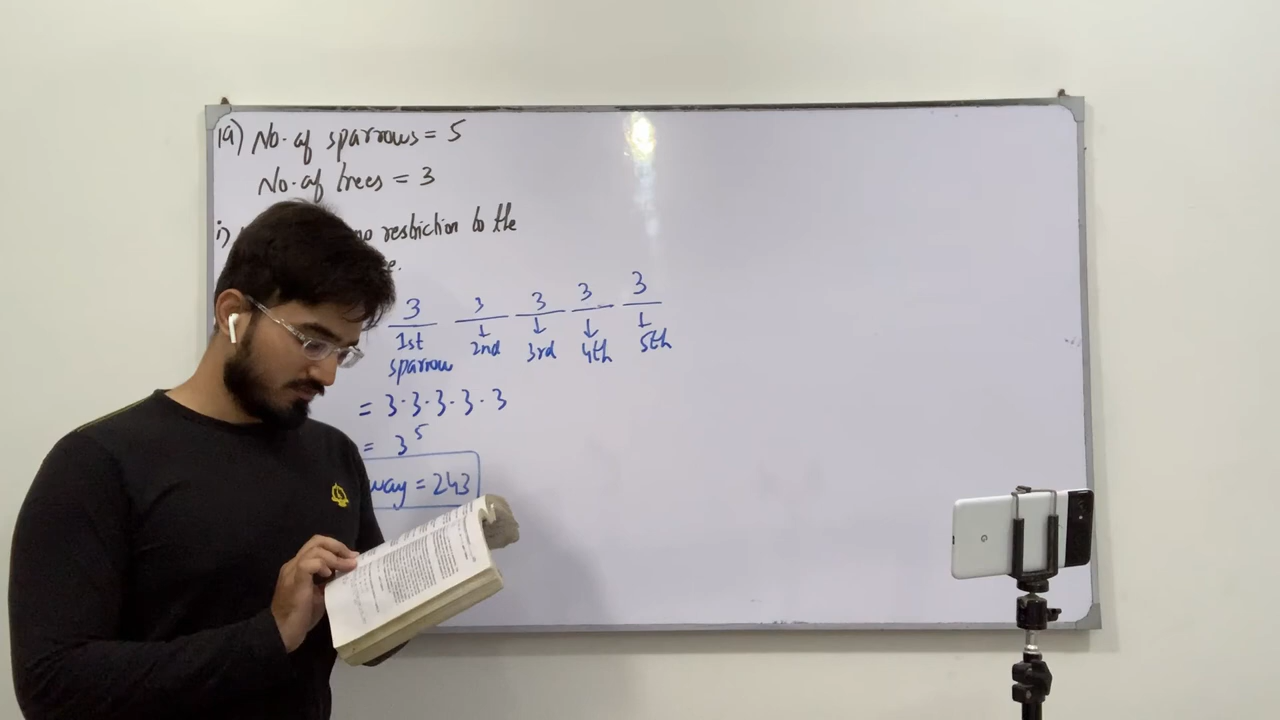 1a) No. of sparrows = 5
No. of trees = 3
i) no restriction to the
3 3 3 3 3
1st sparrow 2nd 3rd 4th 5th
= 3·3·3·3·3
= 3^5
way = 243
G